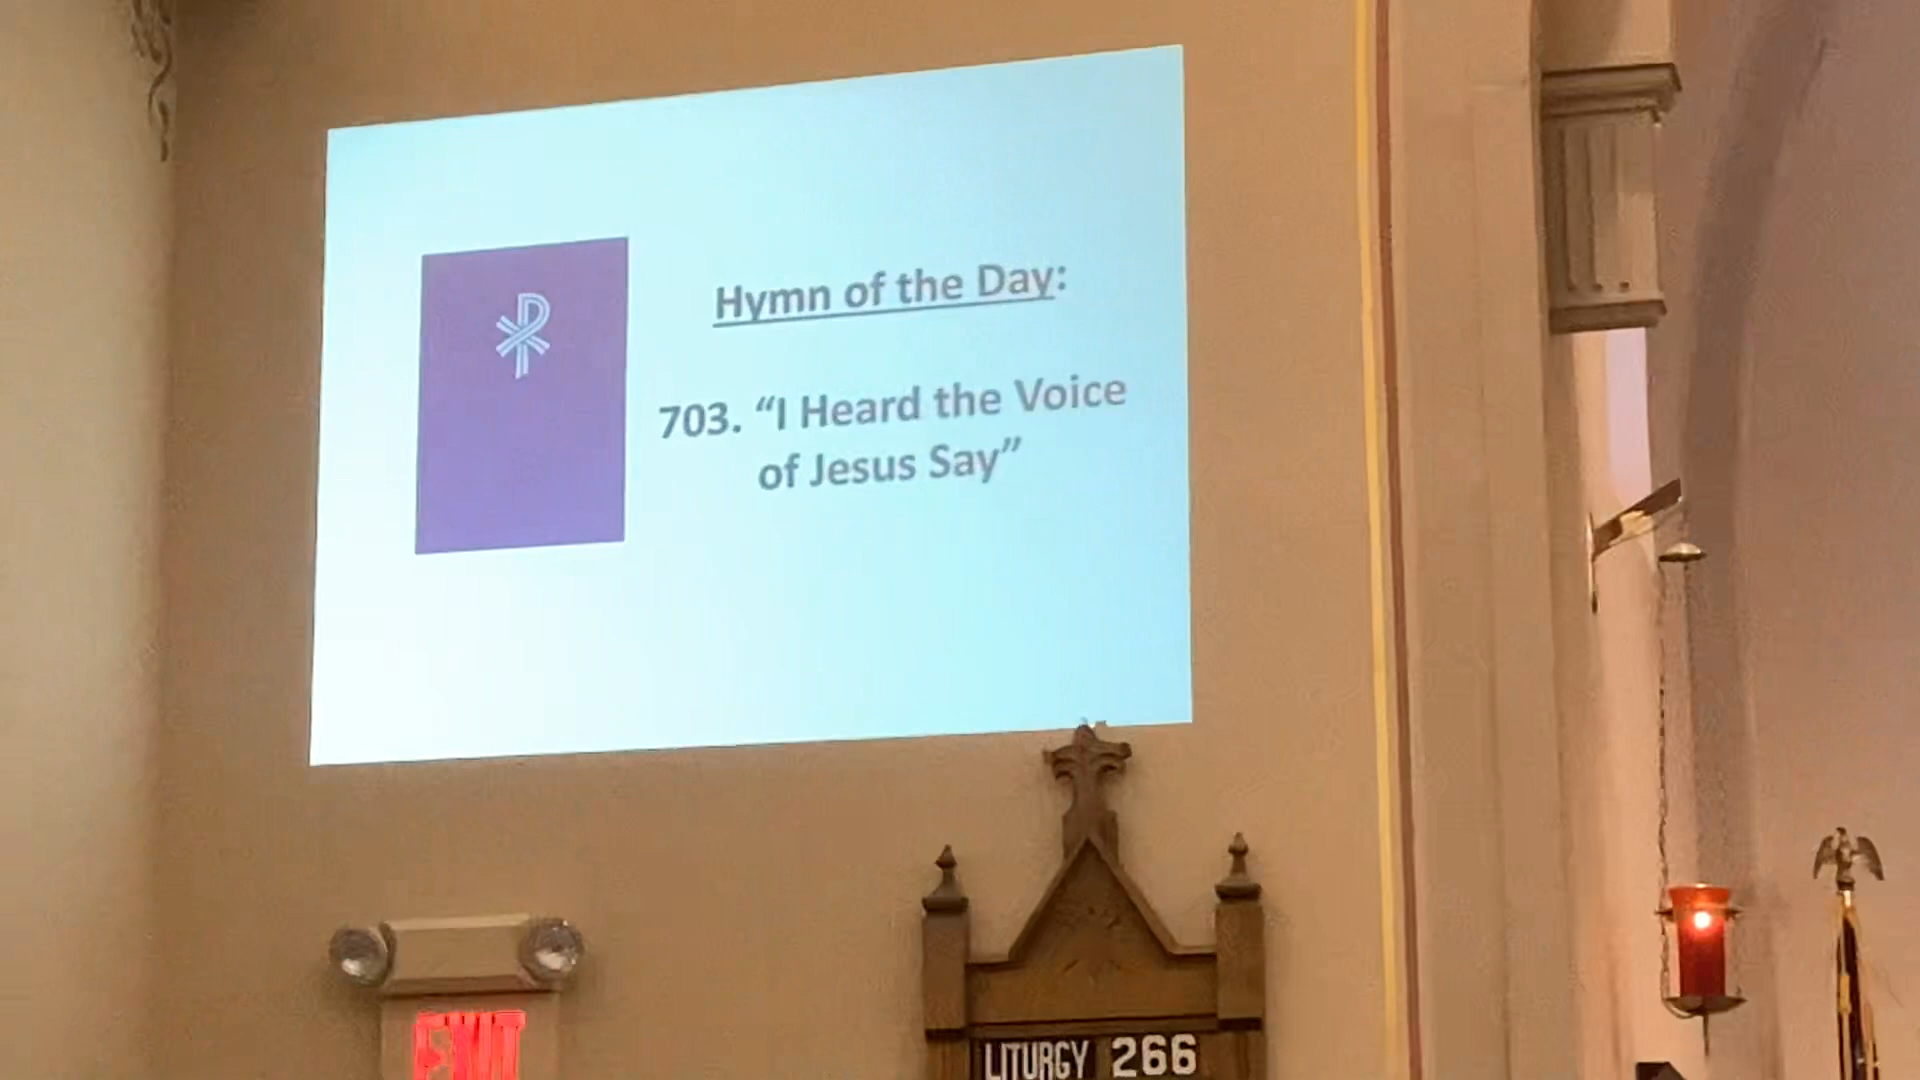 Hymn of the Day:
703. “I Heard the Voice
of Jesus Say”
EXIT
LITURGY 266